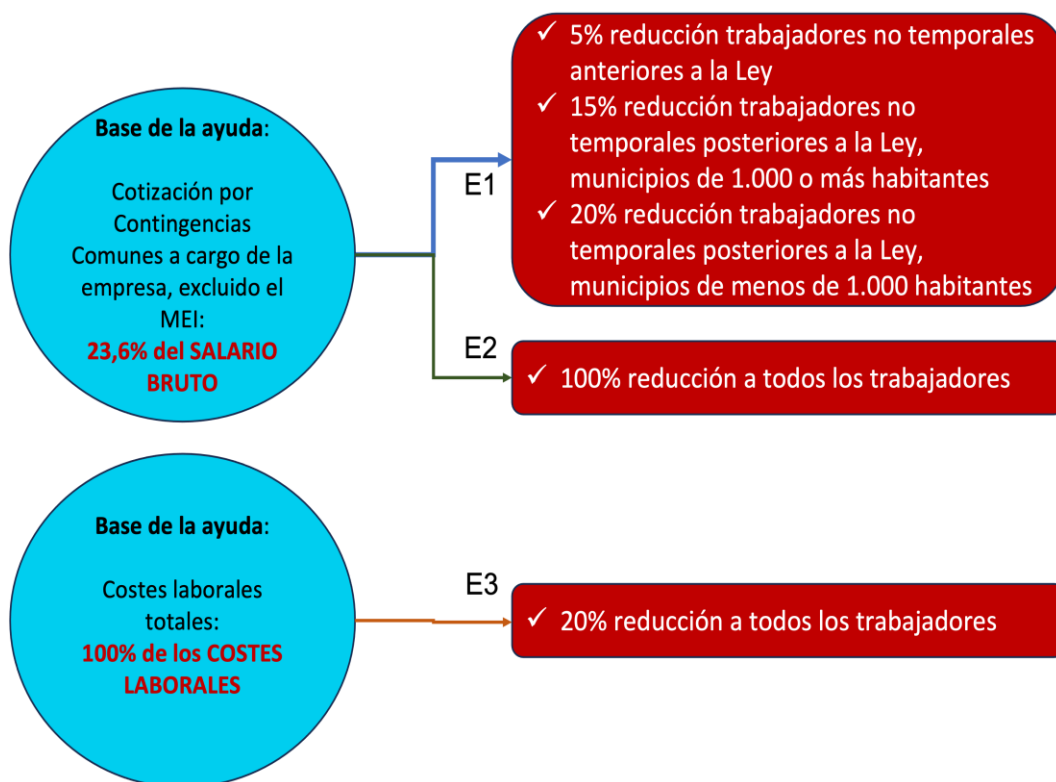 Base de la ayuda:
Cotización por
Contingencias
Comunes a cargo de la
empresa, excluido el
MEI:
23,6% del SALARIO
BRUTO
E1
✓ 5% reducción trabajadores no temporales
anteriores a la Ley
✓ 15% reducción trabajadores no
temporales posteriores a la Ley,
municipios de 1.000 o más habitantes
✓ 20% reducción trabajadores no
temporales posteriores a la Ley,
municipios de menos de 1.000 habitantes
E2
✓ 100% reducción a todos los trabajadores
Base de la ayuda:
Costes laborales
totales:
100% de los COSTES
LABORALES
E3
✓ 20% reducción a todos los trabajadores